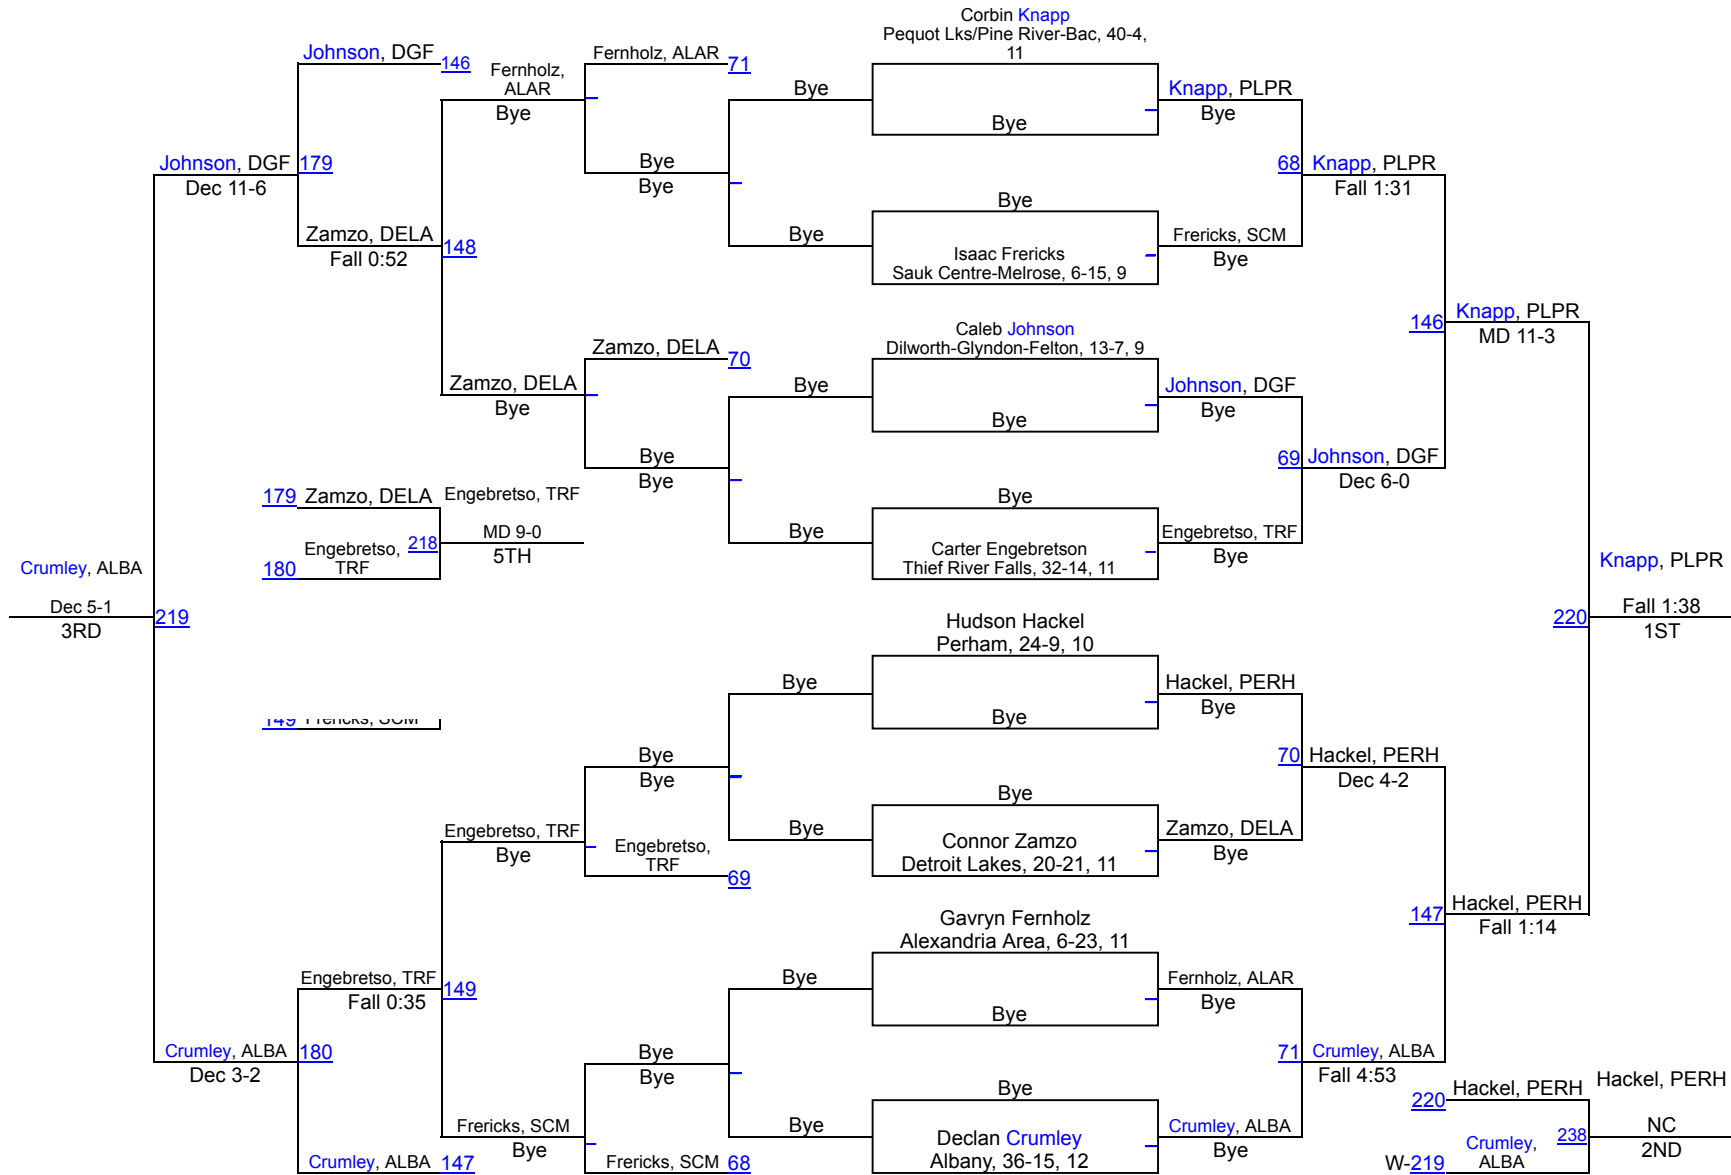 Corbin Knapp
Pequot Lks/Pine River-Bac, 40-4,
11
Johnson, DGF
146
Fernholz,
ALAR
Bye
Fernholz, ALAR
71
Bye
Bye
Knapp, PLPR
Bye
Johnson, DGF
179
Dec 11-6
Bye
Bye
68
Knapp, PLPR
Fall 1:31
Zamzo, DELA
148
Fall 0:52
Bye
Bye
Isaac Frericks
Sauk Centre-Melrose, 6-15, 9
Frericks, SCM
Bye
146
Knapp, PLPR
MD 11-3
Zamzo, DELA
70
Caleb Johnson
Dilworth-Glyndon-Felton, 13-7, 9
Zamzo, DELA
Bye
Bye
Bye
Johnson, DGF
Bye
Bye
Bye
69
Johnson, DGF
Dec 6-0
179
Zamzo, DELA
Engebretso, TRF
MD 9-0
5TH
218
Engebretso,
TRF
180
Bye
Bye
Carter Engebretson
Thief River Falls, 32-14, 11
Engebretso, TRF
Bye
Crumley, ALBA
Dec 5-1
3RD
219
Knapp, PLPR
220
Fall 1:38
1ST
Hudson Hackel
Perham, 24-9, 10
Bye
Bye
Hackel, PERH
Bye
149 Frericks, SCM
Bye
Bye
70
Hackel, PERH
Dec 4-2
Engebretso, TRF
Bye
Engebretso,
TRF
69
Bye
Bye
Connor Zamzo
Detroit Lakes, 20-21, 11
Zamzo, DELA
Bye
147
Hackel, PERH
Fall 1:14
Gavryn Fernholz
Alexandria Area, 6-23, 11
Engebretso, TRF
149
Fall 0:35
Bye
Bye
Fernholz, ALAR
Bye
Crumley, ALBA
180
Dec 3-2
Bye
Bye
71
Crumley, ALBA
Fall 4:53
Frericks, SCM
Bye
Bye
Bye
Declan Crumley
Albany, 36-15, 12
Crumley, ALBA
Bye
Crumley, ALBA
147
Frericks, SCM
68
220
Hackel, PERH
Hackel, PERH
238
NC
2ND
W-219
Crumley,
ALBA